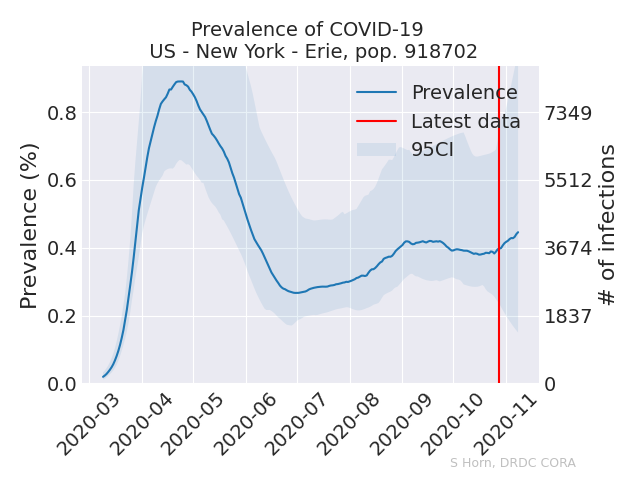 Prevalence of COVID-19
US - New York - Erie, pop. 918702
Prevalence
Latest data
95CI
Prevalence (%)
0.8
0.6
0.4
0.2
0.0
7349
5512
3674
1837
0
# of infections
2020-03
2020-04
2020-05
2020-06
2020-07
2020-08
2020-09
2020-10
2020-11
S Horn, DRDC CORA